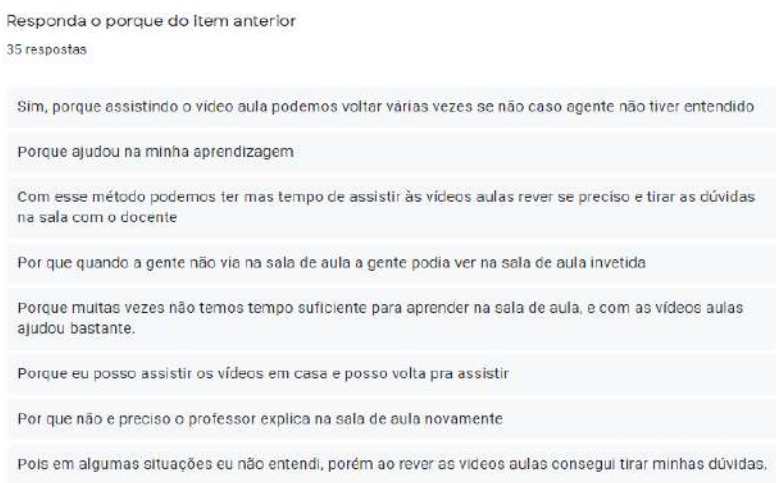 Responda o porque do item anterior
35 respostas
Sim, porque assistindo o video aula podemos voltar várias vezes se não caso agente não tiver entendido
Porque ajudou na minha aprendizagem
Com esse método podemos ter mas tempo de assistir às vídeos aulas rever se preciso e tirar as dúvidas
na sala com o docente
Por que quando a gente não via na sala de aula a gente podia ver na sala de aula invetida
Porque muitas vezes não temos tempo suficiente para aprender na sala de aula, e com as vídeos aulas
ajudou bastante.
Porque eu posso assistir os vídeos em casa e posso volta pra assistir
Por que não e preciso o professor explica na sala de aula novamente
Pois em algumas situações eu não entendi, porém ao rever as videos aulas consegui tirar minhas dúvidas.